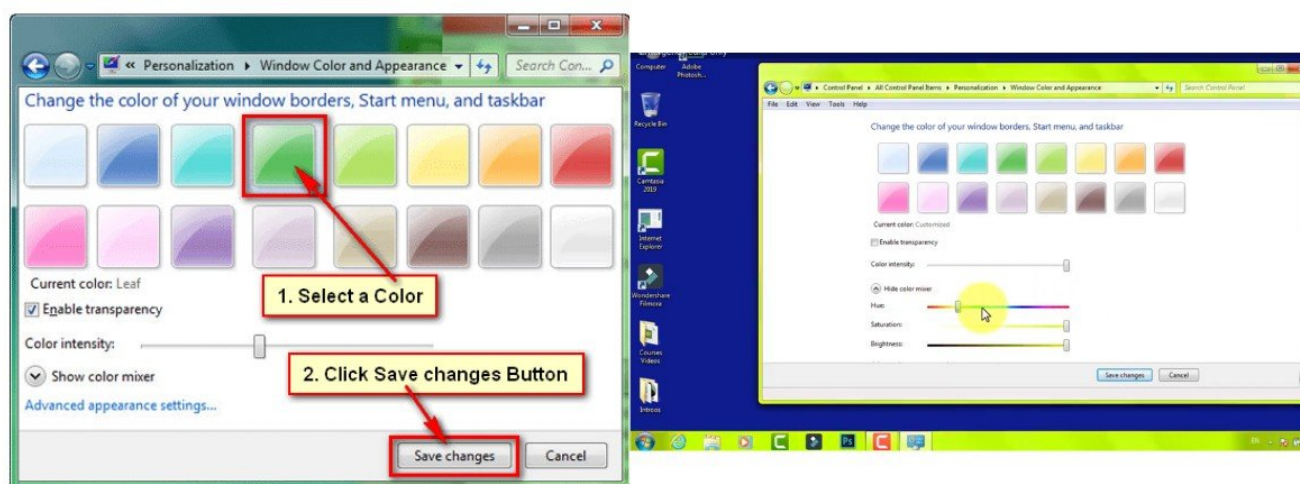 « Personalization ▸ Window Color and Appearance
Search Con...
Change the color of your window borders, Start menu, and taskbar
1. Select a Color
Current color: Leaf
Enable transparency
Color intensity:
2. Click Save changes Button
Show color mixer
Advanced appearance settings...
Save changes
Cancel
Computer
Adobe
Photosh...
Recycle Bin
Camtasia
2019
Internet
Explorer
Wondershare
Filmora
Courses
Videos
Introos
Control Panel ▸ All Control Panel Items ▸ Personalization ▸ Window Color and Appearance
Search Control Panel
File Edit View Tools Help
Change the color of your window borders, Start menu, and taskbar
Current color: Customized
Enable transparency
Color intensity:
Hide color mixer
Hue:
Saturation:
Brightness:
Save changes
Cancel
Ps
EN